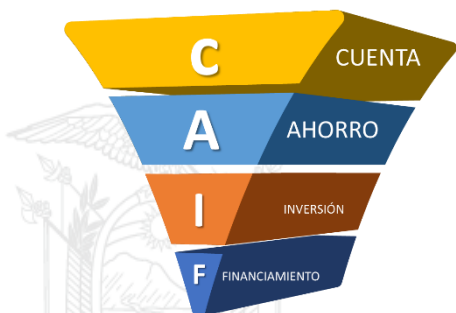 C CUENTA
A AHORRO
I INVERSIÓN
F FINANCIAMIENTO